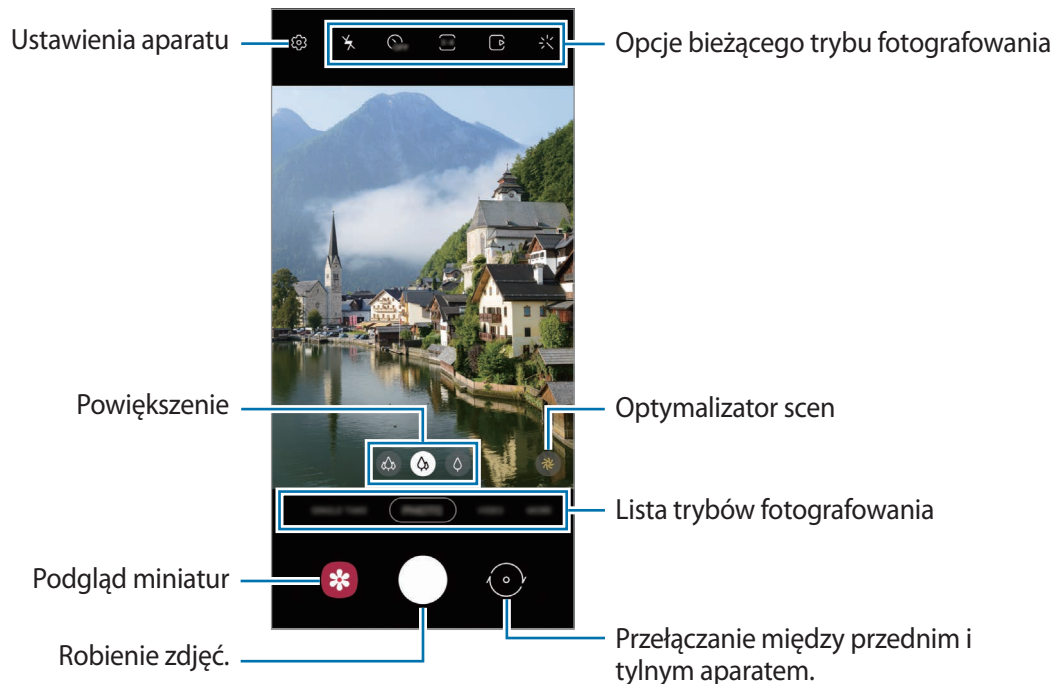 Ustawienia aparatu
Opcje bieżącego trybu fotografowania
Powiększenie
Optymalizator scen
Lista trybów fotografowania
Podgląd miniatur
Robienie zdjęć.
Przełączanie między przednim i
tylnym aparatem.